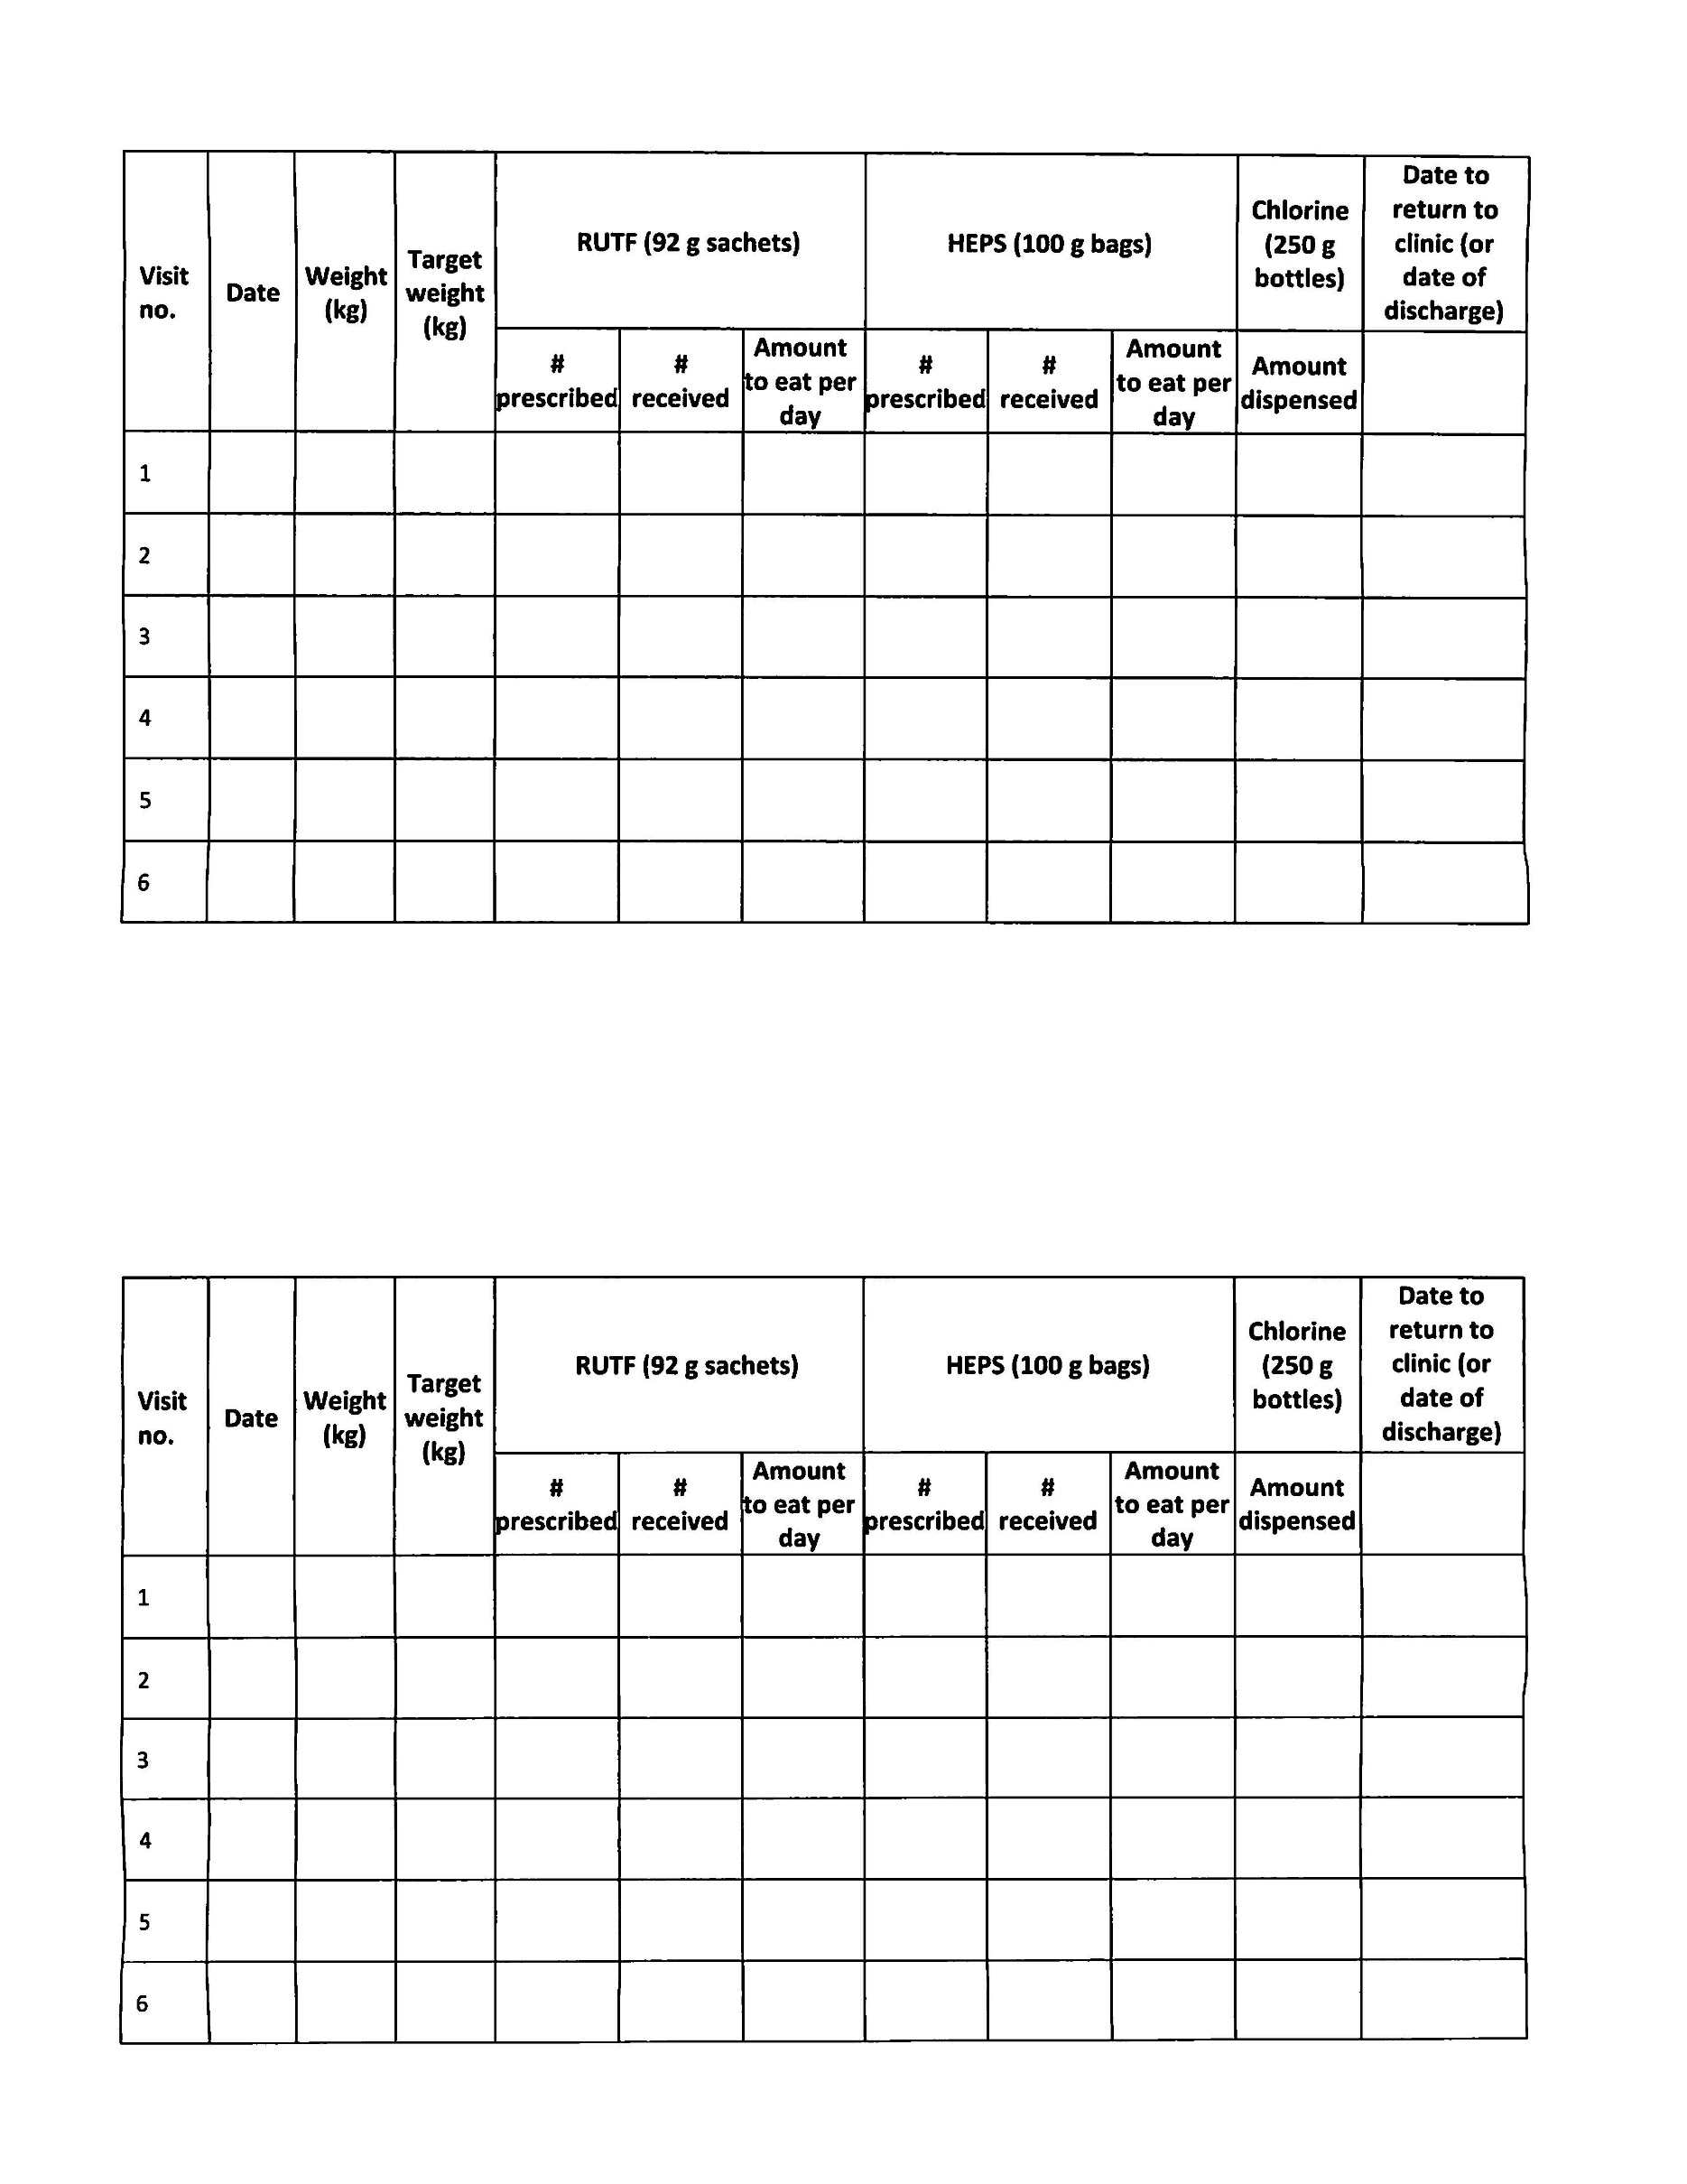 Visit no.
Date
Weight (kg)
Target weight (kg)
RUTF (92 g sachets)
HEPS (100 g bags)
Chlorine (250 g bottles)
Date to return to clinic (or date of discharge)
# prescribed
# received
Amount to eat per day
# prescribed
# received
Amount to eat per day
Amount dispensed
1
2
3
4
5
6
Visit no.
Date
Weight (kg)
Target weight (kg)
RUTF (92 g sachets)
HEPS (100 g bags)
Chlorine (250 g bottles)
Date to return to clinic (or date of discharge)
# prescribed
# received
Amount to eat per day
# prescribed
# received
Amount to eat per day
Amount dispensed
1
2
3
4
5
6